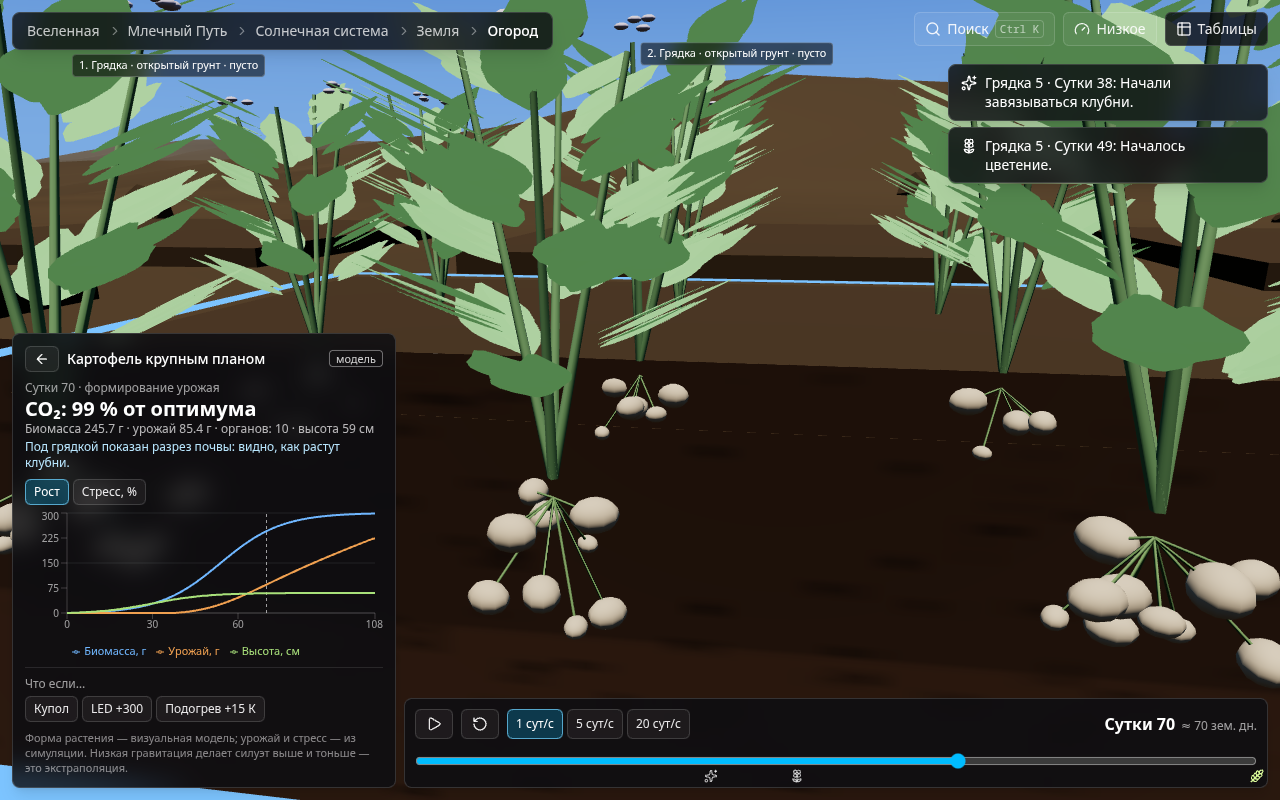 Вселенная > Млечный Путь > Солнечная система > Земля > Огород
Поиск Ctrl K
Низкое
Таблицы
1. Грядка · открытый грунт · пусто
2. Грядка · открытый грунт · пусто
Грядка 5 · Сутки 38: Начали
завязываться клубни.
Грядка 5 · Сутки 49: Началось
цветение.
Картофель крупным планом
модель
Сутки 70 · формирование урожая
CO₂: 99 % от оптимума
Биомасса 245.7 г · урожай 85.4 г · органов: 10 · высота 59 см
Под грядкой показан разрез почвы: видно, как растут
клубни.
Рост
Стресс, %
300
225
150
75
0
0 30 60 108
Биомасса, г Урожай, г Высота, см
Что если...
Купол
LED +300
Подогрев +15 К
Форма растения — визуальная модель; урожай и стресс — из
симуляции. Низкая гравитация делает силуэт выше и тоньше —
это экстраполяция.
1 сут/с
5 сут/с
20 сут/с
Сутки 70 ≈ 70 зем. дн.